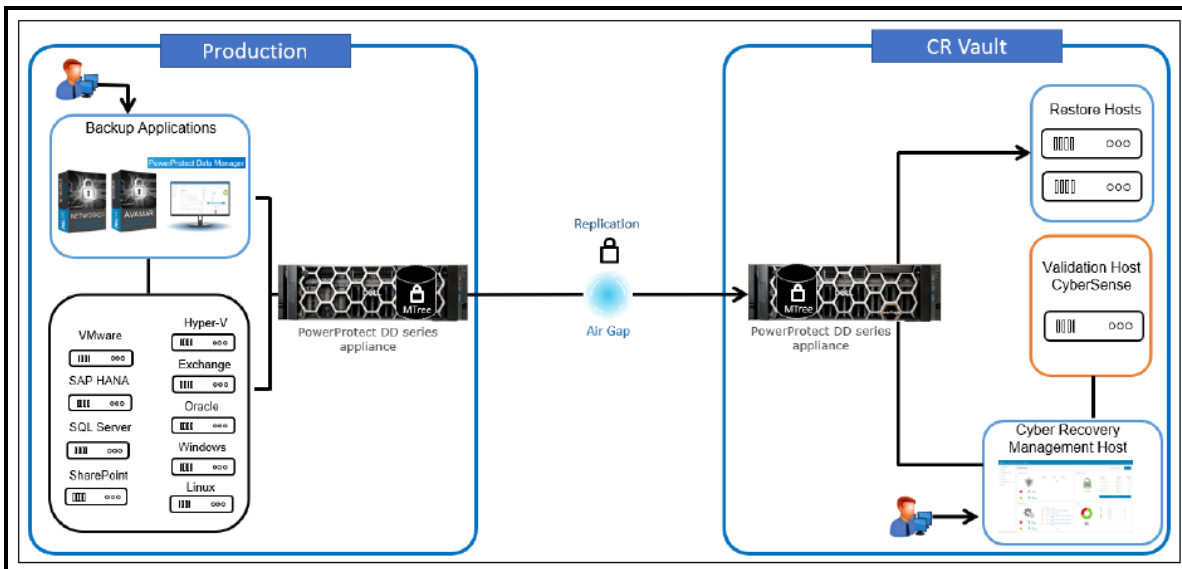 Production
Backup Applications
PowerProtect Data Manager
NETWORKER
AVAMAR
VMware
SAP HANA
SQL Server
SharePoint
Hyper-V
Exchange
Oracle
Windows
Linux
MTree
PowerProtect DD series
appliance
Replication
Air Gap
CR Vault
MTree
PowerProtect DD series
appliance
Restore Hosts
Validation Host
CyberSense
Cyber Recovery
Management Host